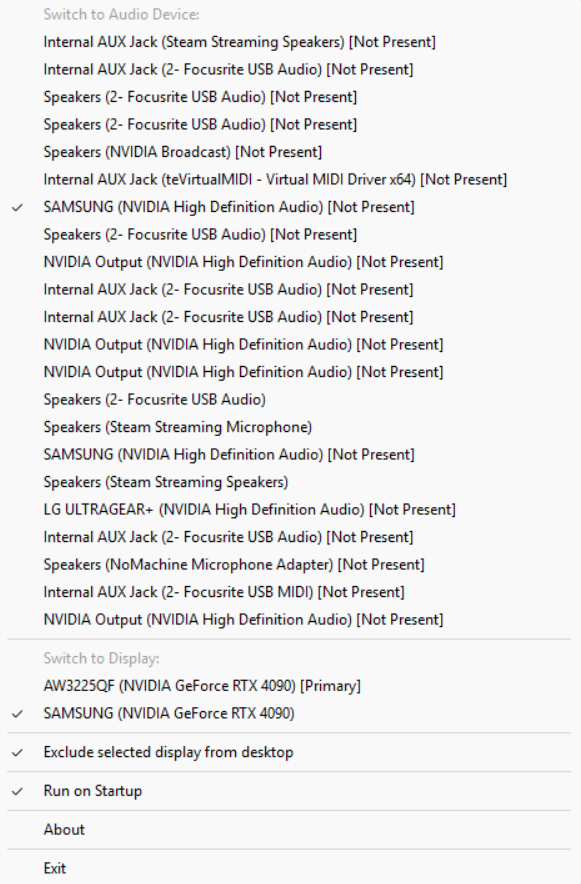 Switch to Audio Device:
Internal AUX Jack (Steam Streaming Speakers) [Not Present]
Internal AUX Jack (2- Focusrite USB Audio) [Not Present]
Speakers (2- Focusrite USB Audio) [Not Present]
Speakers (2- Focusrite USB Audio) [Not Present]
Speakers (NVIDIA Broadcast) [Not Present]
Internal AUX Jack (teVirtualMIDI - Virtual MIDI Driver x64) [Not Present]
SAMSUNG (NVIDIA High Definition Audio) [Not Present]
Speakers (2- Focusrite USB Audio) [Not Present]
NVIDIA Output (NVIDIA High Definition Audio) [Not Present]
Internal AUX Jack (2- Focusrite USB Audio) [Not Present]
Internal AUX Jack (2- Focusrite USB Audio) [Not Present]
NVIDIA Output (NVIDIA High Definition Audio) [Not Present]
NVIDIA Output (NVIDIA High Definition Audio) [Not Present]
Speakers (2- Focusrite USB Audio)
Speakers (Steam Streaming Microphone)
SAMSUNG (NVIDIA High Definition Audio) [Not Present]
Speakers (Steam Streaming Speakers)
LG ULTRAGEAR+ (NVIDIA High Definition Audio) [Not Present]
Internal AUX Jack (2- Focusrite USB Audio) [Not Present]
Speakers (NoMachine Microphone Adapter) [Not Present]
Internal AUX Jack (2- Focusrite USB MIDI) [Not Present]
NVIDIA Output (NVIDIA High Definition Audio) [Not Present]
Switch to Display:
AW3225QF (NVIDIA GeForce RTX 4090) [Primary]
SAMSUNG (NVIDIA GeForce RTX 4090)
Exclude selected display from desktop
Run on Startup
About
Exit